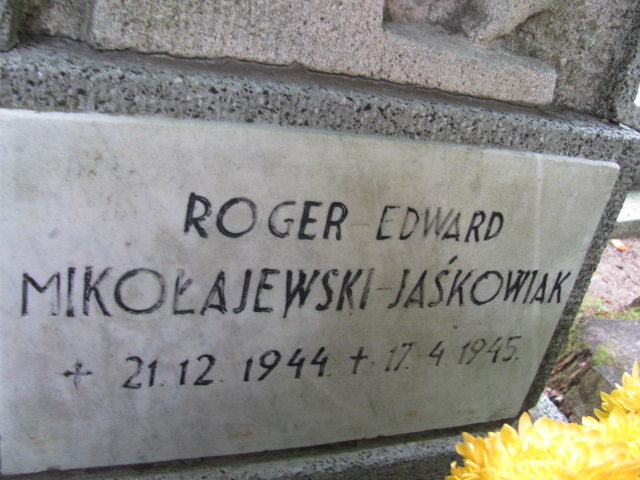 ROGER-EDWARD
MIKOŁAJEWSKI-JAŚKOWIAK
+ 21.12.1944. + 17.4.1945.